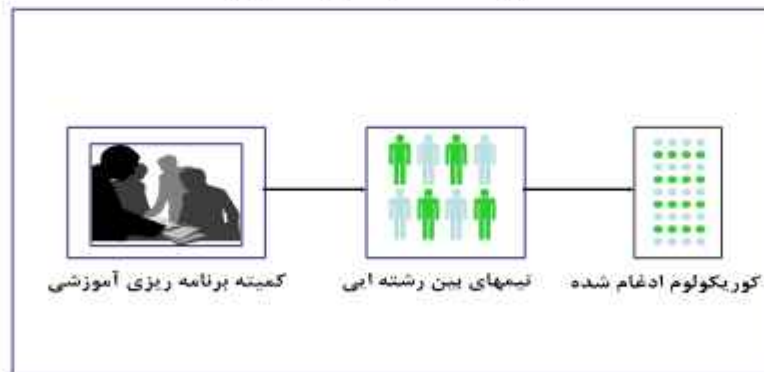 کمیته برنامه ریزی آموزشی
تیمهای بین رشته ایی
کوریکولوم ادغام شده